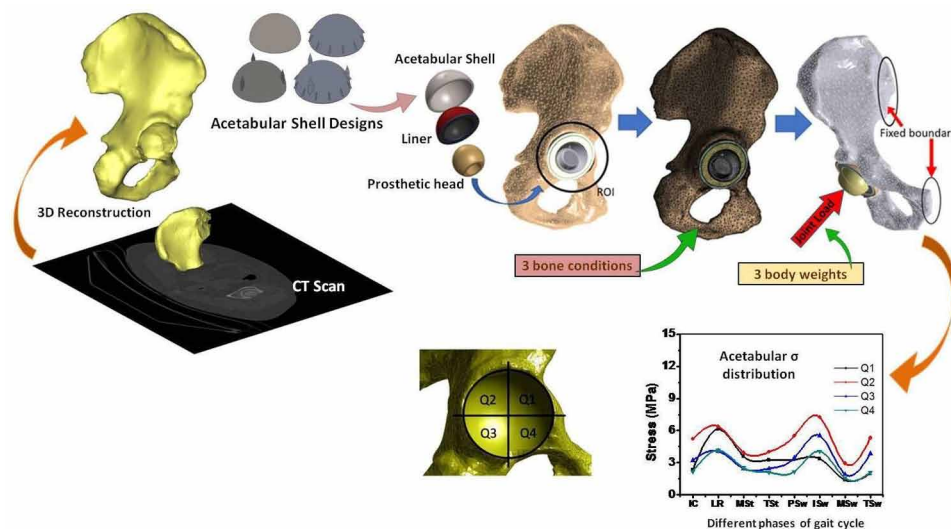 3D Reconstruction
CT Scan
Acetabular Shell Designs
Acetabular Shell
Liner
Prosthetic head
ROI
3 bone conditions
Fixed boundary
Joint Load
3 body weights
Q2 Q1
Q3 Q4
Acetabular σ
distribution
Q1
Q2
Q3
Q4
Stress (MPa)
15
12
9
6
3
0
IC LR MSt TSt PSw ISw MSw TSw
Different phases of gait cycle